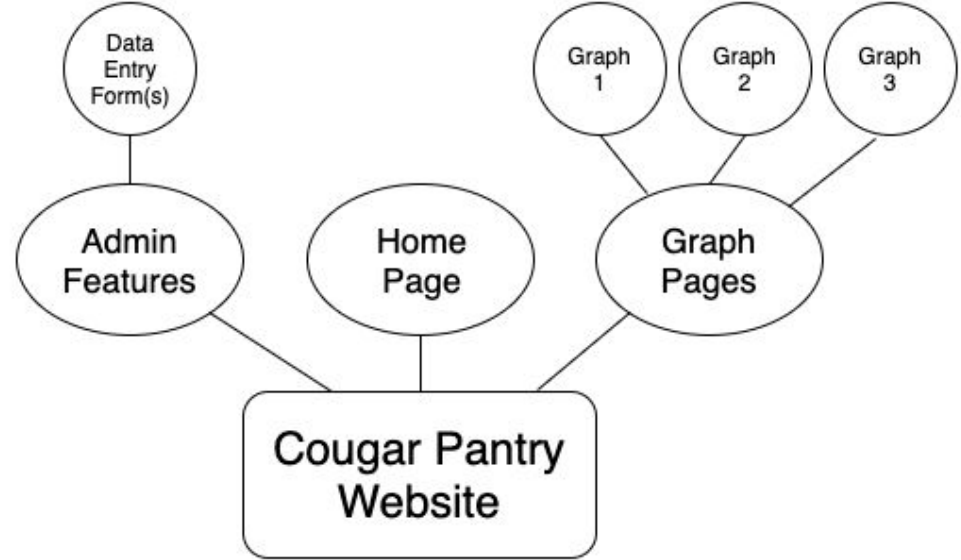 Data
Entry
Form(s)
Graph
1
Graph
2
Graph
3
Admin
Features
Home
Page
Graph
Pages
Cougar Pantry
Website